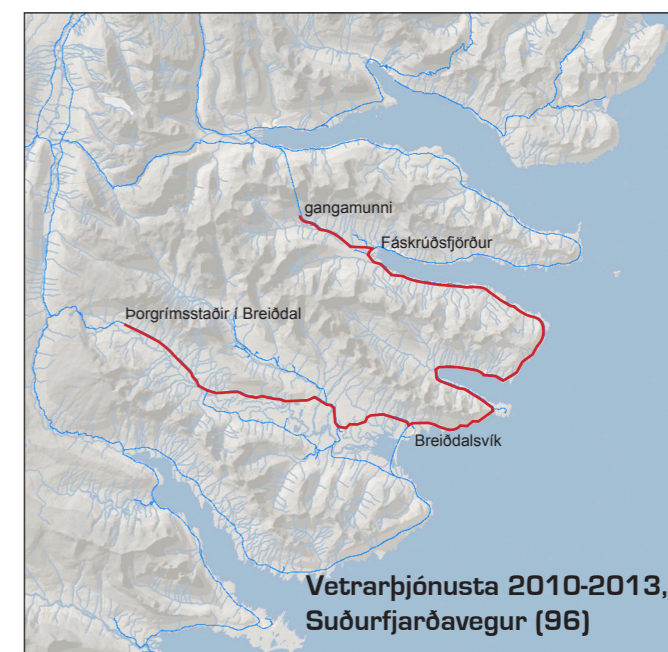 gangamunni
Fáskrúðsfjörður
Þorgrímsstaðir í Breiðdal
Breiðdalsvík
Vetrarþjónusta 2010-2013,
Suðurfjarðavegur (96)